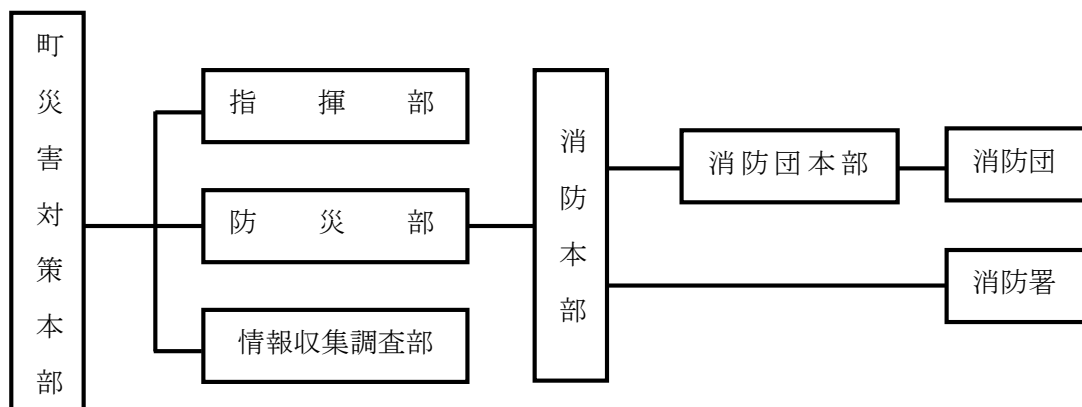 町災害対策本部
指揮部
防災部
情報収集調査部
消防本部
消防団本部
消防団
消防署